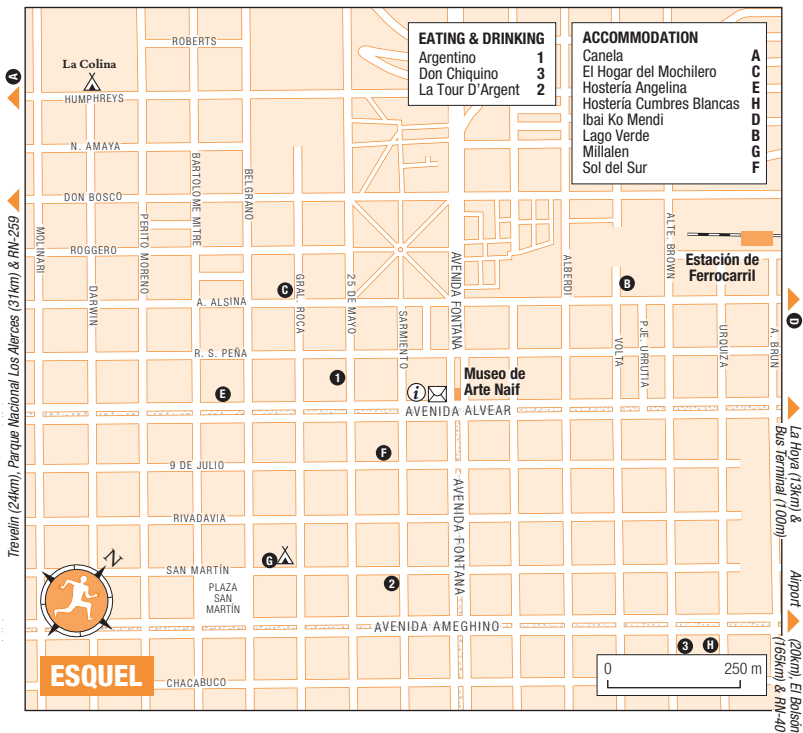 EATING & DRINKING
Argentino 1
Don Chiquino 3
La Tour D'Argent 2
ACCOMMODATION
Canela A
El Hogar del Mochilero C
Hostería Angelina E
Hostería Cumbres Blancas H
Ibai Ko Mendi D
Lago Verde B
Millalen G
Sol del Sur F
ROBERTS
La Colina
A
HUMPHREYS
N. AMAYA
BARTOLOME MITRE
BELGRANO
DON BOSCO
MOLINARI
PERITO MORENO
ROGGERO
DARWIN
GRAL. ROCA
25 DE MAYO
AVENIDA FONTANA
ALBERDI
ALTE. BROWN
Estación de
Ferrocarril
C
B
A. ALSINA
SARMIENTO
VOLTA
PJE. URRUTIA
URQUIZA
A. BRUN
D
R. S. PEÑA
1
E
i
Museo de
Arte Naif
AVENIDA ALVEAR
F
9 DE JULIO
AVENIDA FONTANA
RIVADAVIA
G
SAN MARTÍN
PLAZA
SAN
MARTÍN
2
AVENIDA AMEGHINO
3
H
CHACABUCO
N
ESQUEL
0 250 m
Trevelin (24km), Parque Nacional Los Alerces (31km) & RN-259
La Hoya (13km) &
Bus Terminal (100m)
Airport (20km), El Bolsón
(165km) & RN-40